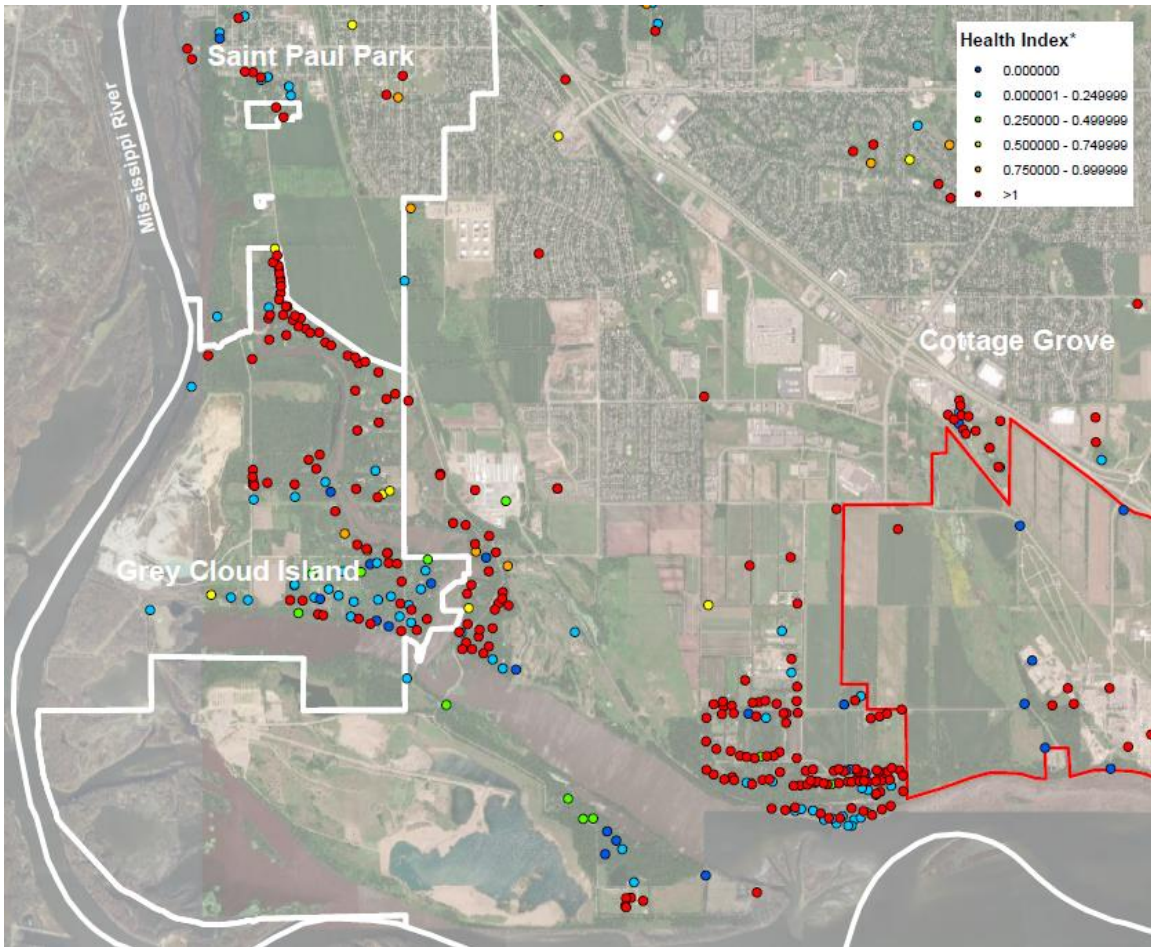 Saint Paul Park
Mississippi River
Health Index*
0.000000
0.000001 - 0.249999
0.250000 - 0.499999
0.500000 - 0.749999
0.750000 - 0.999999
>1
Cottage Grove
Grey Cloud Island